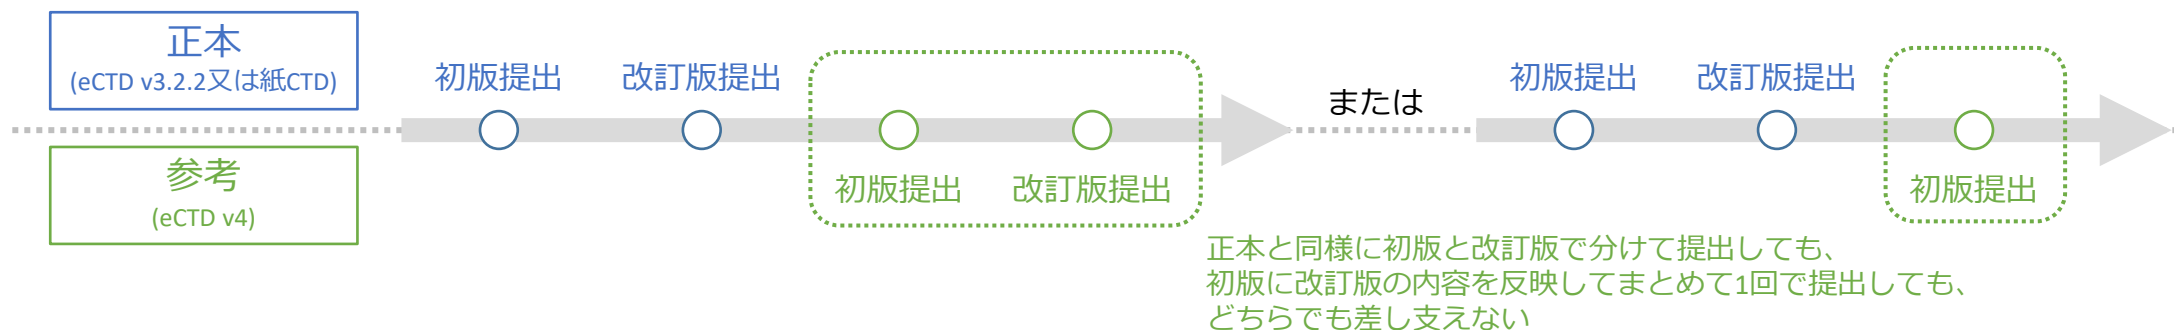 正本
(eCTD v3.2.2又は紙CTD)
初版提出
改訂版提出
または
初版提出
改訂版提出
参考
(eCTD v4)
初版提出
改訂版提出
初版提出
正本と同様に初版と改訂版で分けて提出しても、
初版に改訂版の内容を反映してまとめて1回で提出しても、
どちらでも差し支えない